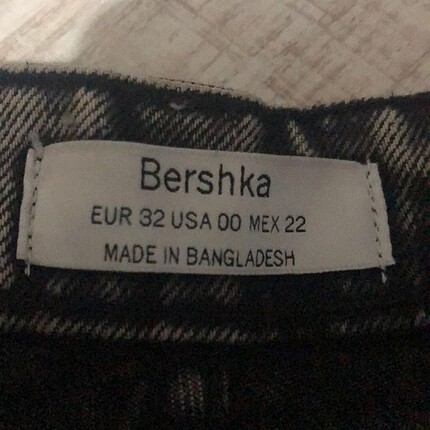 Bershka
EUR 32 USA 00 MEX 22
MADE IN BANGLADESH